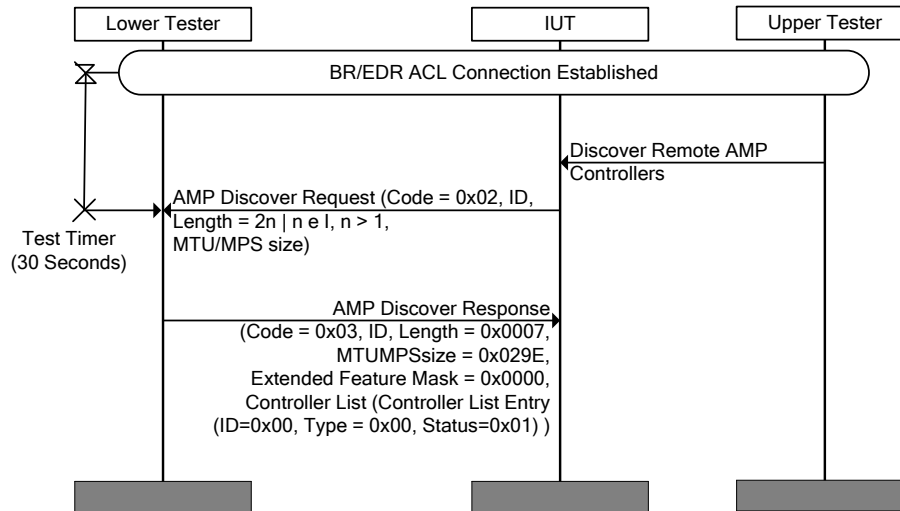 Lower Tester
IUT
Upper Tester
BR/EDR ACL Connection Established
Discover Remote AMP
Controllers
AMP Discover Request (Code = 0x02, ID,
Length = 2n | n e I, n > 1,
MTU/MPS size)
Test Timer
(30 Seconds)
AMP Discover Response
(Code = 0x03, ID, Length = 0x0007,
MTUMPSsize = 0x029E,
Extended Feature Mask = 0x0000,
Controller List (Controller List Entry
(ID=0x00, Type = 0x00, Status=0x01) )